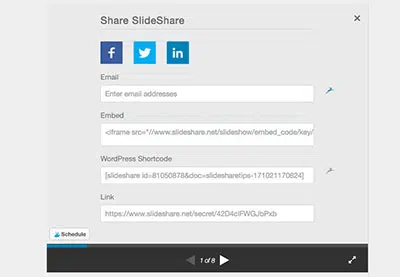 Share SlideShare
f
in
Email
Enter email addresses
Embed
<iframe src="//www.slideshare.net/slideshow/embed_code/key/
WordPress Shortcode
[slideshare id=81050878&doc=slidesharetips-171021170624]
Link
https://www.slideshare.net/secret/42D4clFWGJbPxb
Schedule
1 of 8